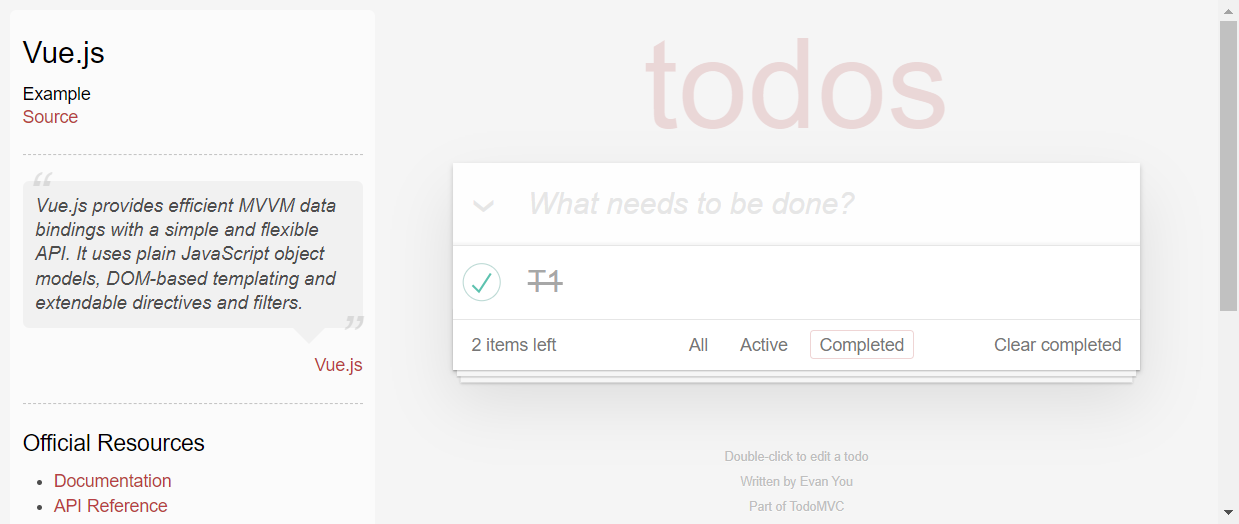 Vue.js
Example
Source
“
Vue.js provides efficient MVVM data
bindings with a simple and flexible
API. It uses plain JavaScript object
models, DOM-based templating and
extendable directives and filters.
”
Vue.js
Official Resources
• Documentation
• API Reference
todos
What needs to be done?
T1
2 items left
All
Active
Completed
Clear completed
Double-click to edit a todo
Written by Evan You
Part of TodoMVC